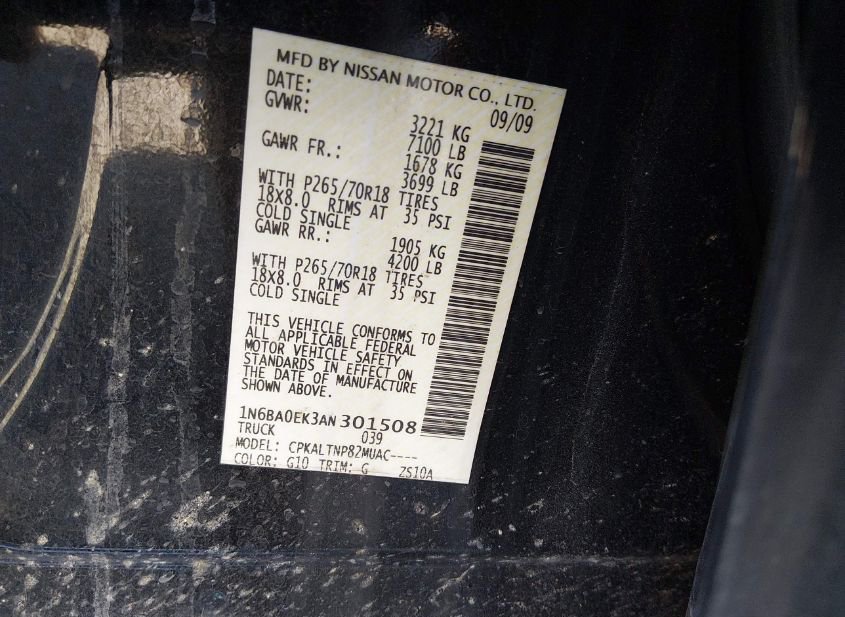 MFD BY NISSAN MOTOR CO., LTD.
DATE: 09/09
GVWR: 3221 KG
7100 LB
GAWR FR.: 1678 KG
3699 LB
WITH P265/70R18 TIRES
18X8.0 RIMS AT 35 PSI
COLD SINGLE
GAWR RR.: 1905 KG
4200 LB
WITH P265/70R18 TIRES
18X8.0 RIMS AT 35 PSI
COLD SINGLE
THIS VEHICLE CONFORMS TO
ALL APPLICABLE FEDERAL
MOTOR VEHICLE SAFETY
STANDARDS IN EFFECT ON
THE DATE OF MANUFACTURE
SHOWN ABOVE.
1N6BA0EK3AN301508
TRUCK 039
MODEL: CPKALTNP82MUAC----
COLOR: G10 TRIM: G ZS10A